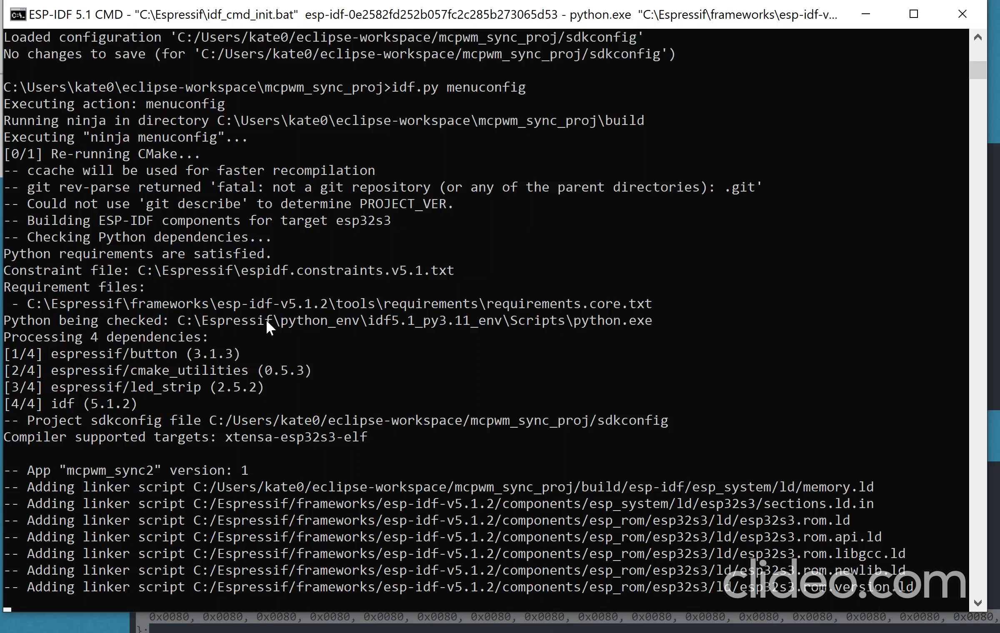 ESP-IDF 5.1 CMD - "C:\Espressif\idf_cmd_init.bat"  esp-idf-0e2582fd252b057fc2c285b273065d53 - python.exe  "C:\Espressif\frameworks\esp-idf-v...
Loaded configuration 'C:/Users/kate0/eclipse-workspace/mcpwm_sync_proj/sdkconfig'
No changes to save (for 'C:/Users/kate0/eclipse-workspace/mcpwm_sync_proj/sdkconfig')
C:\Users\kate0\eclipse-workspace\mcpwm_sync_proj>idf.py menuconfig
Executing action: menuconfig
Running ninja in directory C:\Users\kate0\eclipse-workspace\mcpwm_sync_proj\build
Executing "ninja menuconfig"...
[0/1] Re-running CMake...
-- ccache will be used for faster recompilation
-- git rev-parse returned 'fatal: not a git repository (or any of the parent directories): .git'
-- Could not use 'git describe' to determine PROJECT_VER.
-- Building ESP-IDF components for target esp32s3
-- Checking Python dependencies...
Python requirements are satisfied.
Constraint file: C:\Espressif\espidf.constraints.v5.1.txt
Requirement files:
 - C:\Espressif\frameworks\esp-idf-v5.1.2\tools\requirements\requirements.core.txt
Python being checked: C:\Espressif\python_env\idf5.1_py3.11_env\Scripts\python.exe
Processing 4 dependencies:
[1/4] espressif/button (3.1.3)
[2/4] espressif/cmake_utilities (0.5.3)
[3/4] espressif/led_strip (2.5.2)
[4/4] idf (5.1.2)
-- Project sdkconfig file C:/Users/kate0/eclipse-workspace/mcpwm_sync_proj/sdkconfig
Compiler supported targets: xtensa-esp32s3-elf
-- App "mcpwm_sync2" version: 1
-- Adding linker script C:/Users/kate0/eclipse-workspace/mcpwm_sync_proj/build/esp-idf/esp_system/ld/memory.ld
-- Adding linker script C:/Espressif/frameworks/esp-idf-v5.1.2/components/esp_system/ld/esp32s3/sections.ld.in
-- Adding linker script C:/Espressif/frameworks/esp-idf-v5.1.2/components/esp_rom/esp32s3/ld/esp32s3.rom.ld
-- Adding linker script C:/Espressif/frameworks/esp-idf-v5.1.2/components/esp_rom/esp32s3/ld/esp32s3.rom.api.ld
-- Adding linker script C:/Espressif/frameworks/esp-idf-v5.1.2/components/esp_rom/esp32s3/ld/esp32s3.rom.libgcc.ld
-- Adding linker script C:/Espressif/frameworks/esp-idf-v5.1.2/components/esp_rom/esp32s3/ld/esp32s3.rom.newlib.ld
-- Adding linker script C:/Espressif/frameworks/esp-idf-v5.1.2/components/esp_rom/esp32s3/ld/esp32s3.rom.version.ld
clideo.com
0x0080, 0x0080, 0x0080, 0x0080, 0x0080, 0x0080, 0x0080, 0x0080, 0x0080, 0x0080, 0x0080, 0x0080, 0x0080, 0x0080, 0x0080, 0x0080,
};